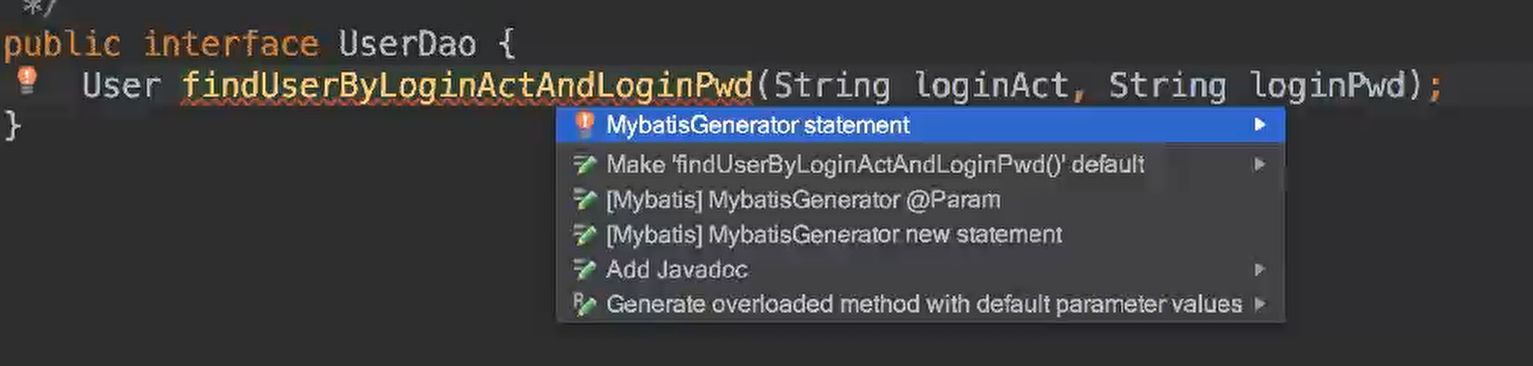 */
public interface UserDao {
User findUserByLoginActAndLoginPwd(String loginAct, String loginPwd);
}
MybatisGenerator statement
Make 'findUserByLoginActAndLoginPwd()' default
[Mybatis] MybatisGenerator @Param
[Mybatis] MybatisGenerator new statement
Add Javadoc
Generate overloaded method with default parameter values